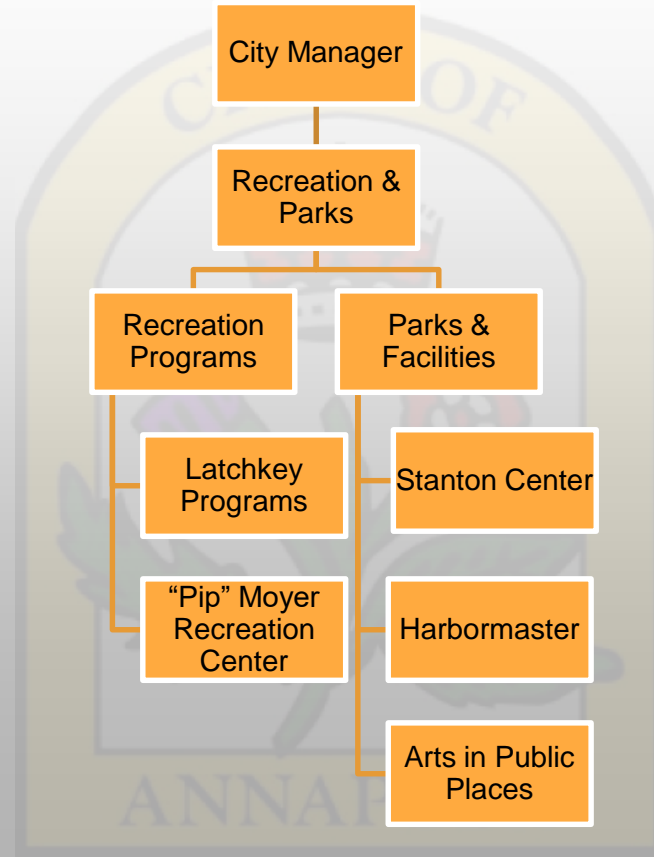 City Manager
Recreation &
Parks
Recreation
Programs
Parks &
Facilities
Latchkey
Programs
Stanton Center
“Pip” Moyer
Recreation
Center
Harbormaster
Arts in Public
Places